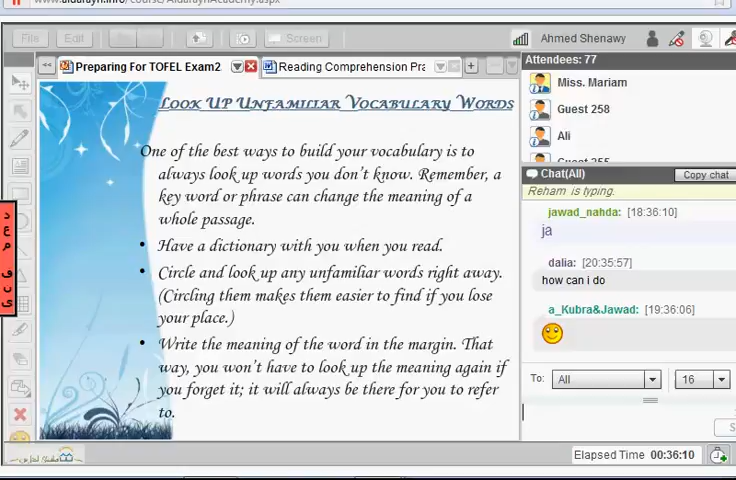 File
Edit
Screen
Ahmed Shenawy
<<
Preparing For TOFEL Exam2
Reading Comprehension Pra
Attendees: 77
Miss. Mariam
Guest 258
Ali
Look Up Unfamiliar Vocabulary Words
One of the best ways to build your vocabulary is to
always look up words you don't know. Remember, a
key word or phrase can change the meaning of a
whole passage.
• Have a dictionary with you when you read.
• Circle and look up any unfamiliar words right away.
(Circling them makes them easier to find if you lose
your place.)
• Write the meaning of the word in the margin. That
way, you won't have to look up the meaning again if
you forget it; it will always be there for you to refer
to.
Chat(All)
Copy chat
Reham is typing.
jawad_nahda: [18:36:10]
ja
dalia: [20:35:57]
how can i do
a_Kubra&Jawad: [19:36:06]
To:
All
16
Elapsed Time 00:36:10